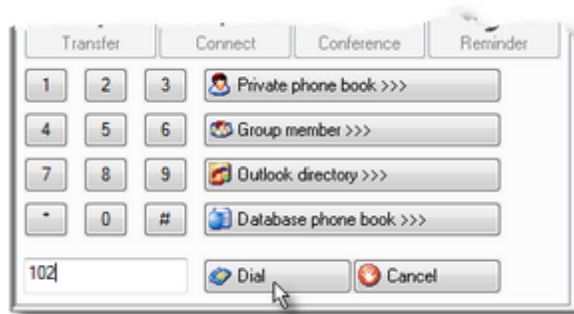 Transfer Connect Conference Reminder
1 2 3 Private phone book >>>
4 5 6 Group member >>>
7 8 9 Outlook directory >>>
* 0 # Database phone book >>>
102 Dial Cancel